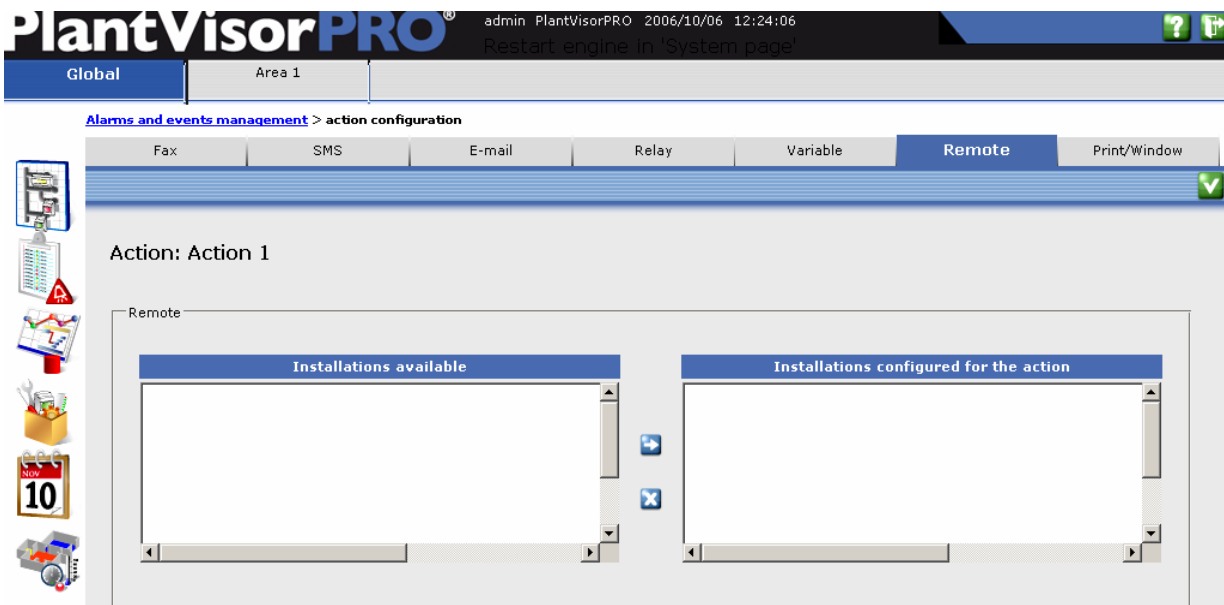 PlantVisorPRO®
admin PlantVisorPRO 2006/10/06 12:24:06
Restart engine in 'System page'
?
Global
Area 1
Alarms and events management > action configuration
Fax
SMS
E-mail
Relay
Variable
Remote
Print/Window
Action: Action 1
Remote
Installations available
Installations configured for the action
NOV
10